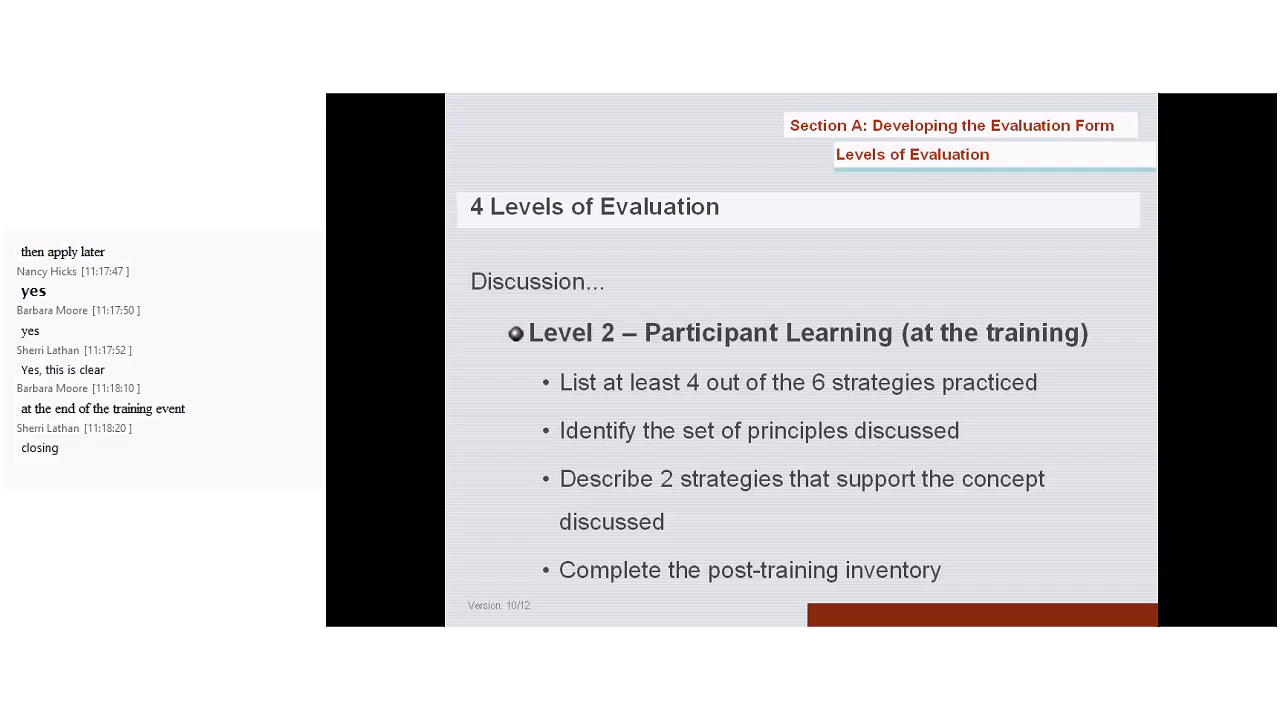 then apply later
Nancy Hicks [11:17:47 ]
yes
Barbara Moore [11:17:50 ]
yes
Sherri Lathan [11:17:52 ]
Yes, this is clear
Barbara Moore [11:18:10 ]
at the end of the training event
Sherri Lathan [11:18:20 ]
closing
Section A: Developing the Evaluation Form
Levels of Evaluation
4 Levels of Evaluation
Discussion...
Level 2 – Participant Learning (at the training)
• List at least 4 out of the 6 strategies practiced
• Identify the set of principles discussed
• Describe 2 strategies that support the concept
discussed
• Complete the post-training inventory
Version: 10/12